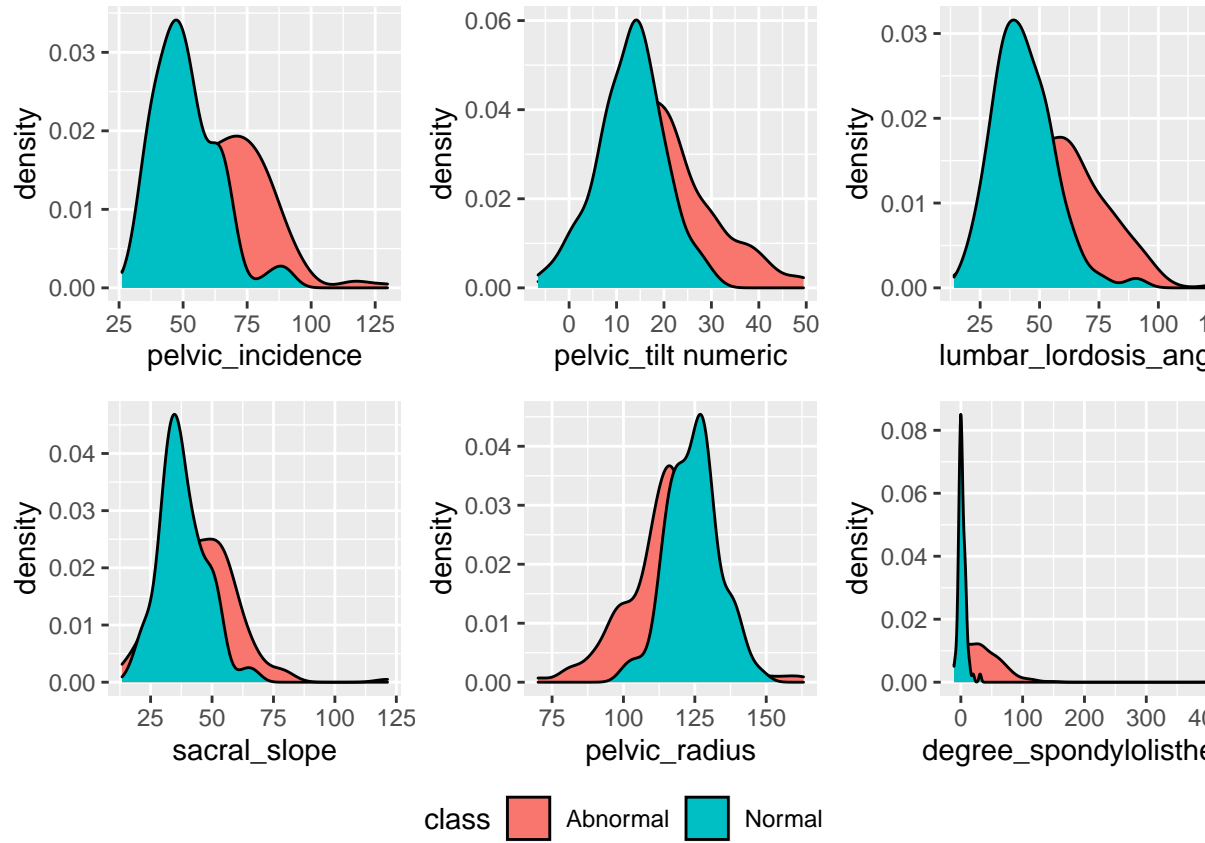 density
0.03
0.02
0.01
0.00
25 50 75 100 125
pelvic_incidence
density
0.06
0.04
0.02
0.00
0 10 20 30 40 50
pelvic_tilt numeric
density
0.03
0.02
0.01
0.00
25 50 75 100 12
lumbar_lordosis_ang
density
0.04
0.03
0.02
0.01
0.00
25 50 75 100 125
sacral_slope
density
0.04
0.03
0.02
0.01
0.00
75 100 125 150
pelvic_radius
density
0.08
0.06
0.04
0.02
0.00
0 100 200 300 400
degree_spondylolisthe
class Abnormal Normal